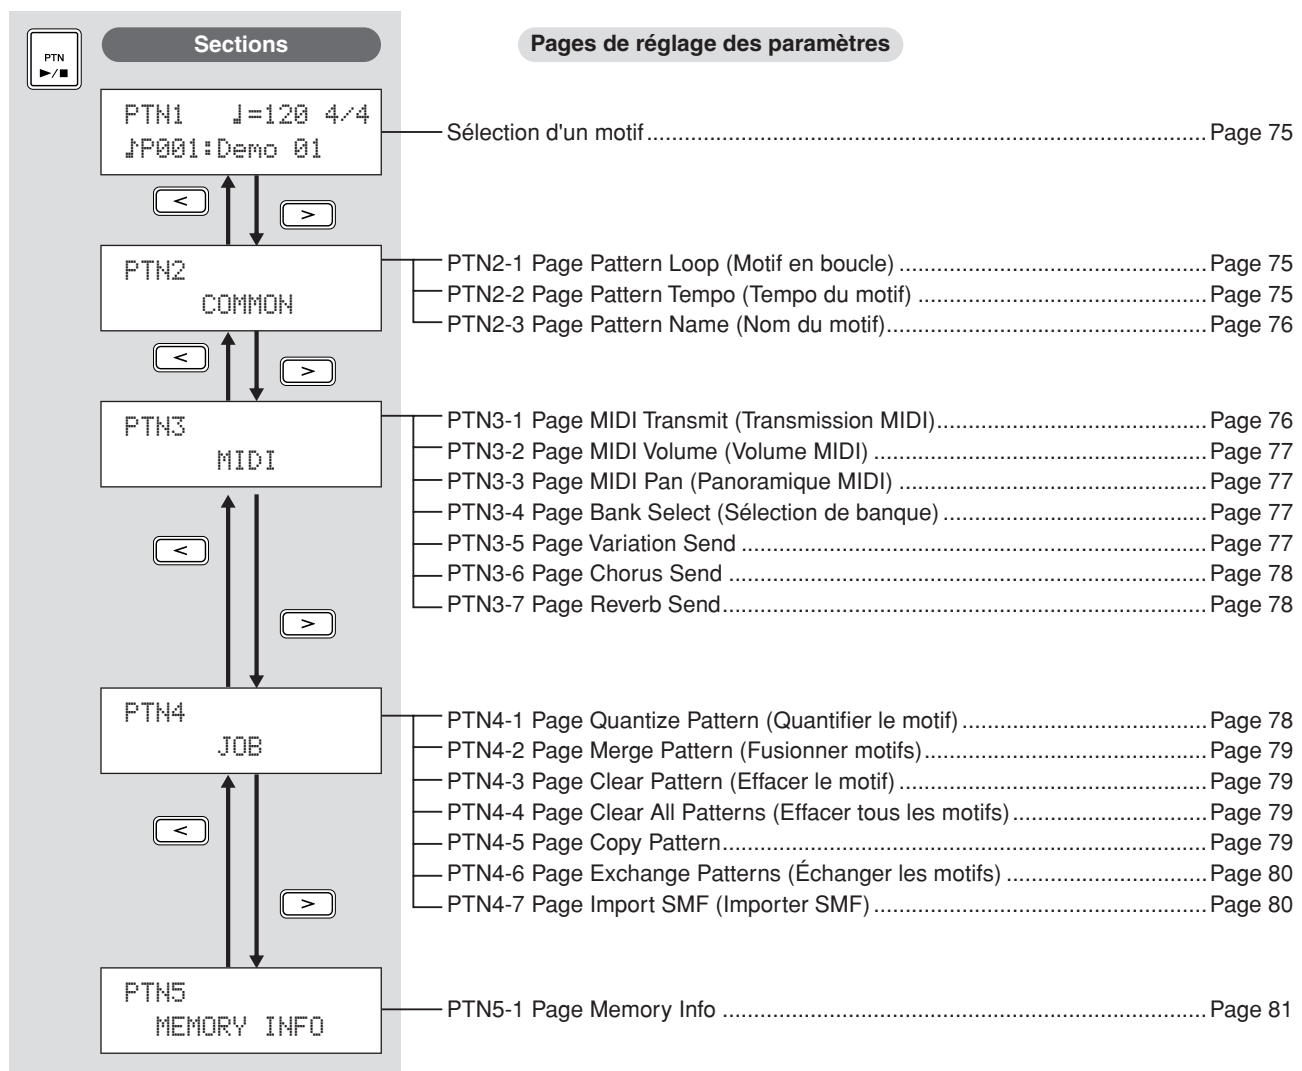 PTN
►/■
Sections
Pages de réglage des paramètres
PTN1 ♩=120 4/4
♪P001:Demo 01
Sélection d'un motif........................................................................................Page 75
<
>
PTN2
COMMON
PTN2-1 Page Pattern Loop (Motif en boucle) ................................................Page 75
PTN2-2 Page Pattern Tempo (Tempo du motif) .............................................Page 75
PTN2-3 Page Pattern Name (Nom du motif)..................................................Page 76
<
>
PTN3
MIDI
PTN3-1 Page MIDI Transmit (Transmission MIDI)..........................................Page 76
PTN3-2 Page MIDI Volume (Volume MIDI) ....................................................Page 77
PTN3-3 Page MIDI Pan (Panoramique MIDI) ................................................Page 77
PTN3-4 Page Bank Select (Sélection de banque).........................................Page 77
PTN3-5 Page Variation Send .........................................................................Page 77
PTN3-6 Page Chorus Send ...........................................................................Page 78
PTN3-7 Page Reverb Send............................................................................Page 78
<
>
PTN4
JOB
PTN4-1 Page Quantize Pattern (Quantifier le motif)......................................Page 78
PTN4-2 Page Merge Pattern (Fusionner motifs)............................................Page 79
PTN4-3 Page Clear Pattern (Effacer le motif) ................................................Page 79
PTN4-4 Page Clear All Patterns (Effacer tous les motifs)..............................Page 79
PTN4-5 Page Copy Pattern............................................................................Page 79
PTN4-6 Page Exchange Patterns (Échanger les motifs) ...............................Page 80
PTN4-7 Page Import SMF (Importer SMF)....................................................Page 80
<
>
PTN5
MEMORY INFO
PTN5-1 Page Memory Info ............................................................................Page 81